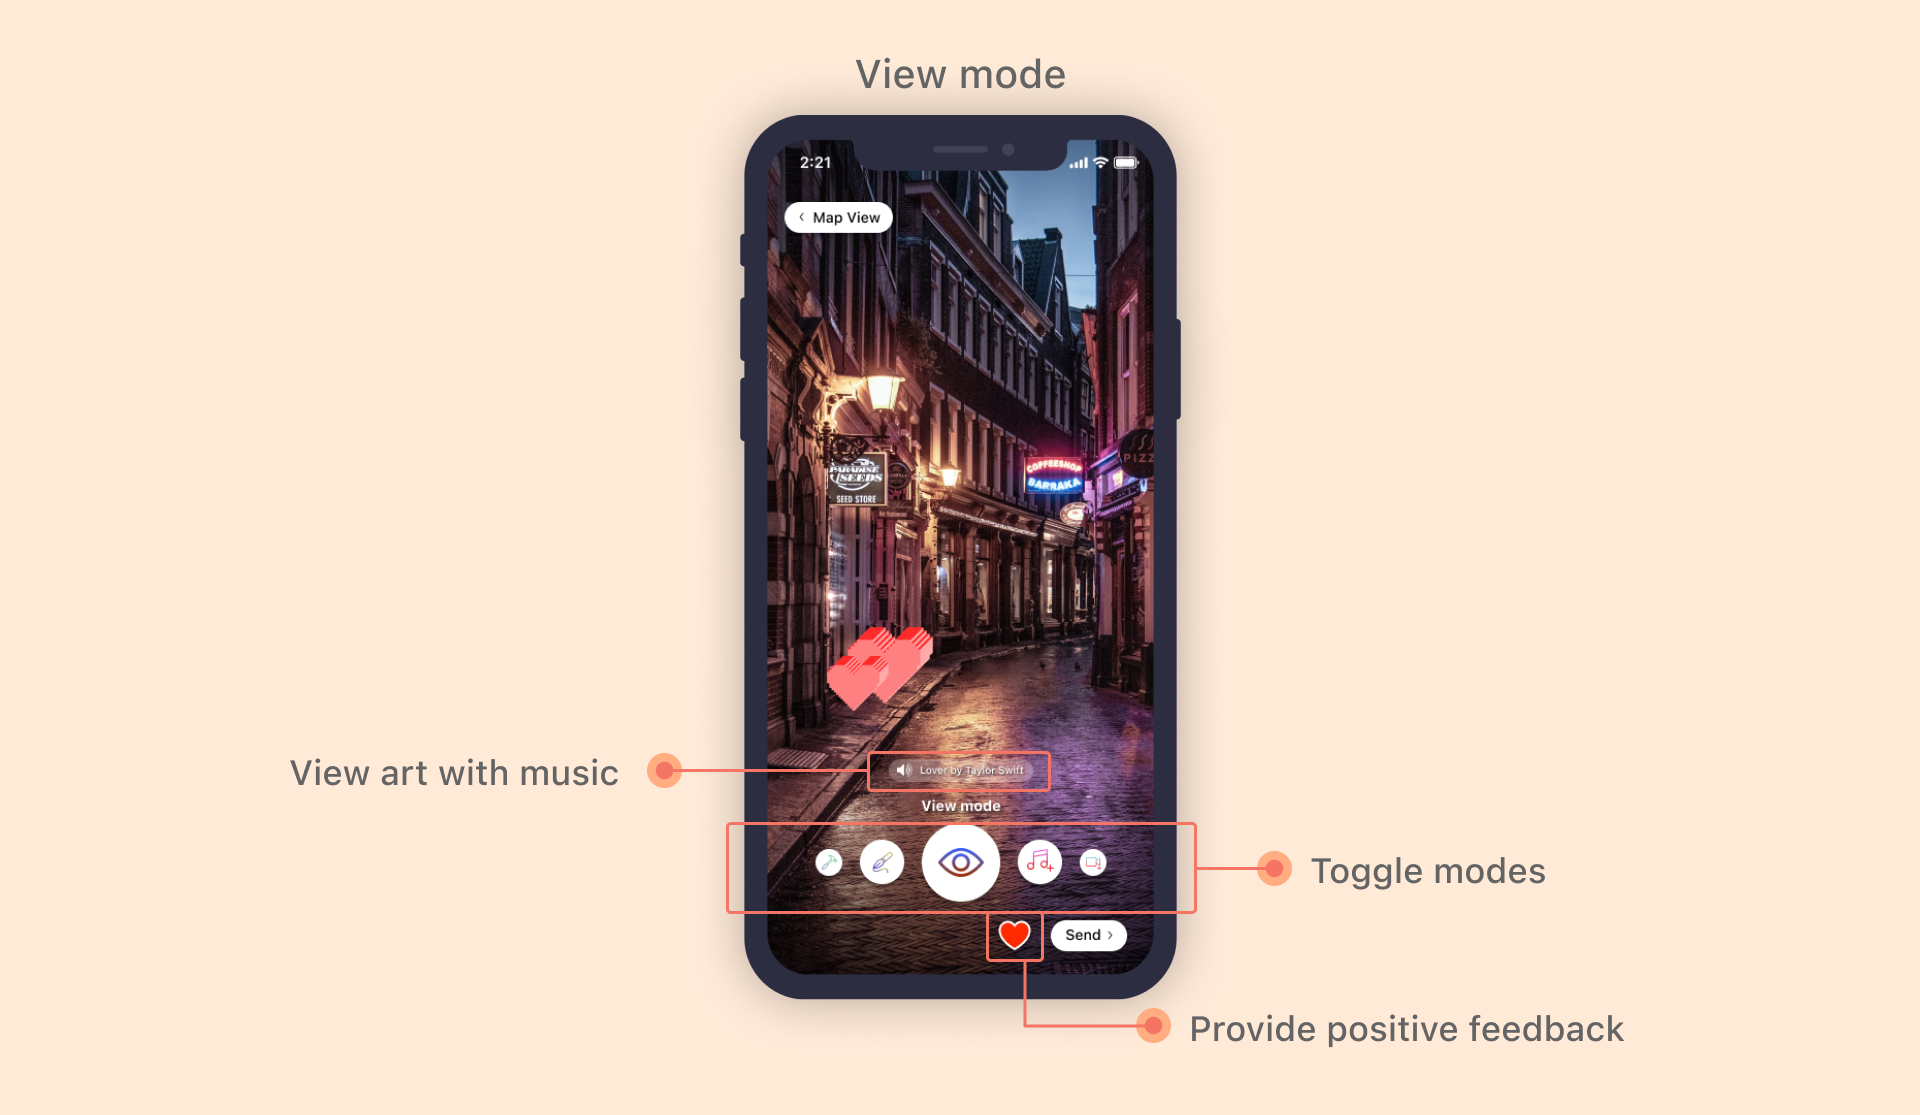 View mode
2:21
Map View
PARADISE
SEEDS
SEED STORE
COFFEESHOP
BARRAKA
PIZZ
View art with music
Lover by Taylor Swift
View mode
Toggle modes
Send
Provide positive feedback